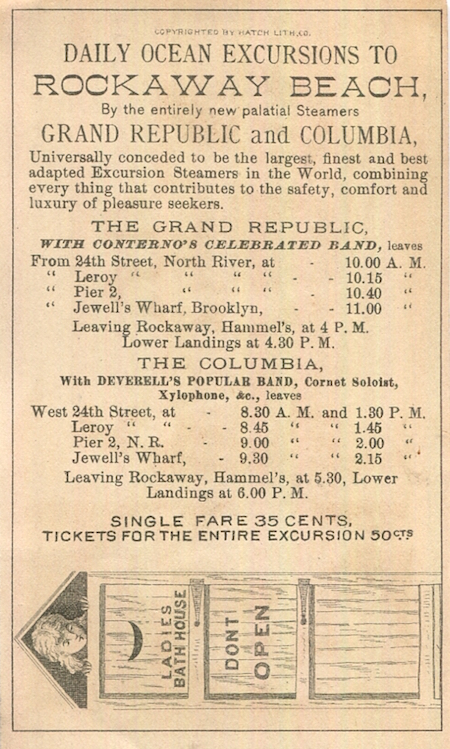 COPYRIGHTED BY HATCH LITH, CO.
DAILY OCEAN EXCURSIONS TO
ROCKAWAY BEACH,
By the entirely new palatial Steamers
GRAND REPUBLIC and COLUMBIA,
Universally conceded to be the largest, finest and best
adapted Excursion Steamers in the World, combining
every thing that contributes to the safety, comfort and
luxury of pleasure seekers.
THE GRAND REPUBLIC,
WITH CONTERNO'S CELEBRATED BAND, leaves
From 24th Street, North River, at - 10.00 A. M.
“ Leroy “ “ “ “ - - 10.15 “
“ Pier 2, “ “ “ - - 10.40 “
“ Jewell's Wharf, Brooklyn, - - 11.00 “
Leaving Rockaway, Hammel's, at 4 P. M.
Lower Landings at 4.30 P. M.
THE COLUMBIA,
With DEVERELL'S POPULAR BAND, Cornet Soloist,
Xylophone, &c., leaves
West 24th Street, at - 8.30 A. M. and 1.30 P. M.
Leroy “ “ - 8.45 “ “ 1.45 “
Pier 2, N. R. - 9.00 “ “ 2.00 “
Jewell's Wharf, - 9.30 “ “ 2.15 “
Leaving Rockaway, Hammel's, at 5.30, Lower
Landings at 6.00 P. M.
SINGLE FARE 35 CENTS,
TICKETS FOR THE ENTIRE EXCURSION 50 CTS
LADIES
BATH HOUSE
DONT
OPEN